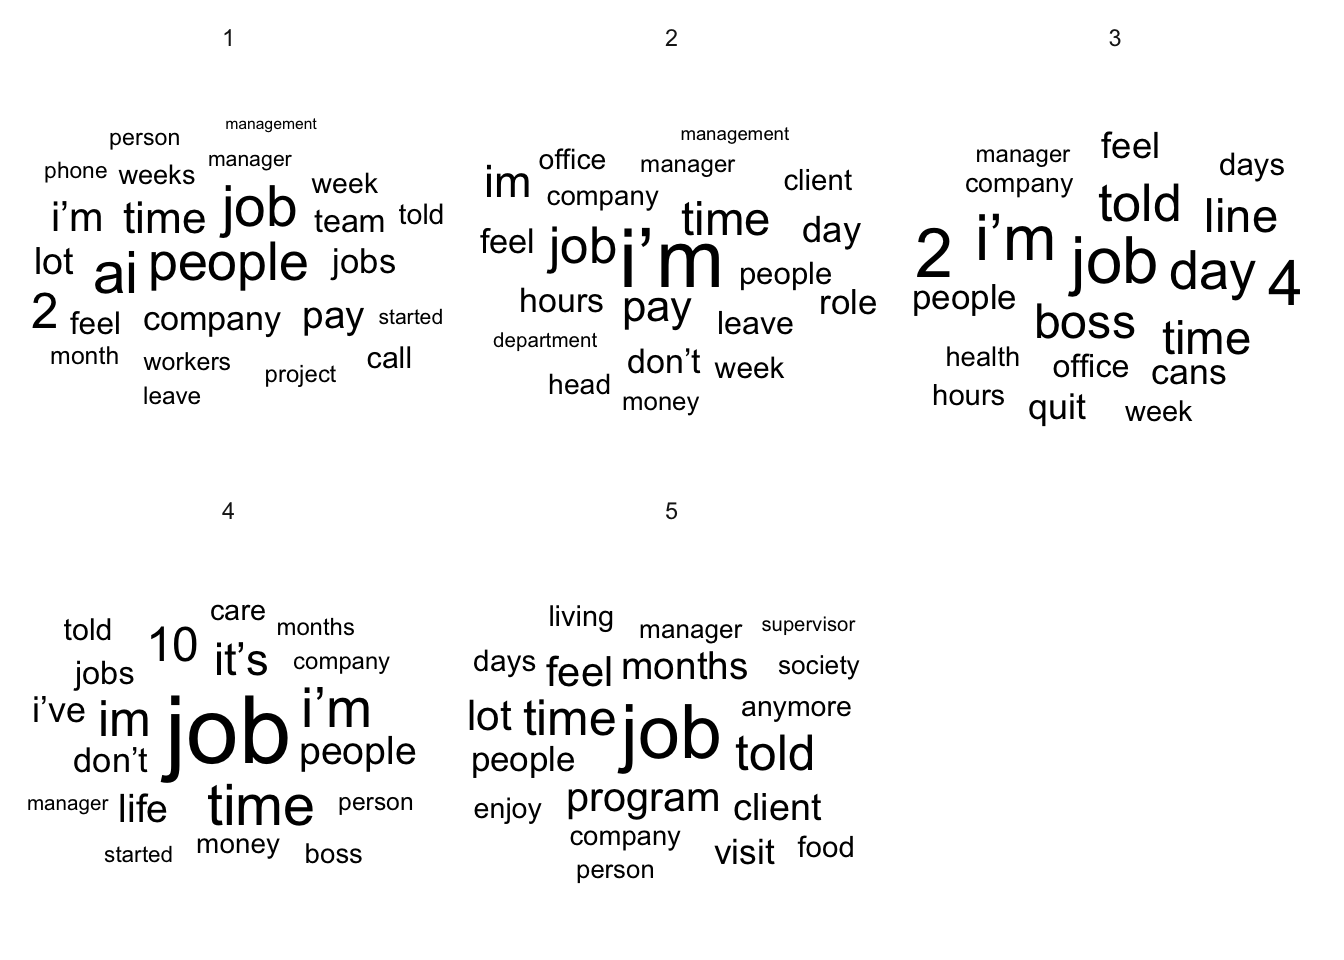 1
management
person
manager
phone weeks
week
i’m time job team told
lot ai people jobs
2 feel company pay started
month workers project call
leave
2
management
office manager
im company client
feel job i’m time day
people
hours pay leave role
department
don’t week
head
money
3
manager feel days
company
told line
2 i’m job day 4
people boss time
health office cans
hours quit week
4
care
told 10 it’s months
jobs company
i’ve im job i’m
don’t people
manager life time person
started money boss
5
living manager supervisor
days feel months society
lot time job anymore
people told
enjoy program client
company visit food
person